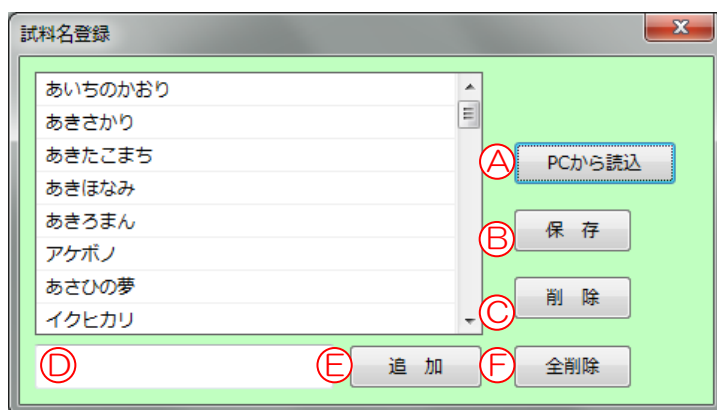 試料名登録
あいちのかおり
あきさかり
あきたこまち
あきほなみ
あきろまん
アケボノ
あさひの夢
イクヒカリ
Ⓐ PCから読込
Ⓑ 保 存
Ⓒ 削 除
Ⓓ
Ⓔ 追 加
Ⓕ 全削除